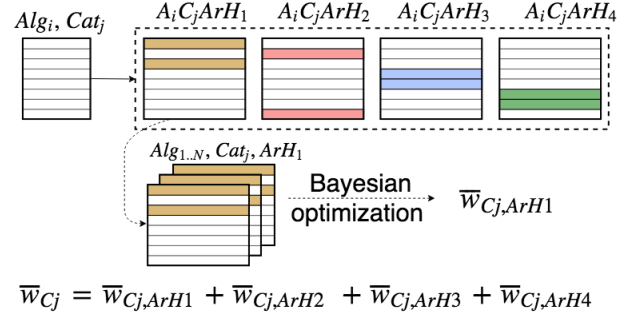 Alg_i, Cat_j
A_iC_jArH_1 A_iC_jArH_2 A_iC_jArH_3 A_iC_jArH_4
Alg_{1..N}, Cat_j, ArH_1
Bayesian
optimization
w̅_{Cj,ArH1}
w̅_{Cj} = w̅_{Cj,ArH1} + w̅_{Cj,ArH2} + w̅_{Cj,ArH3} + w̅_{Cj,ArH4}